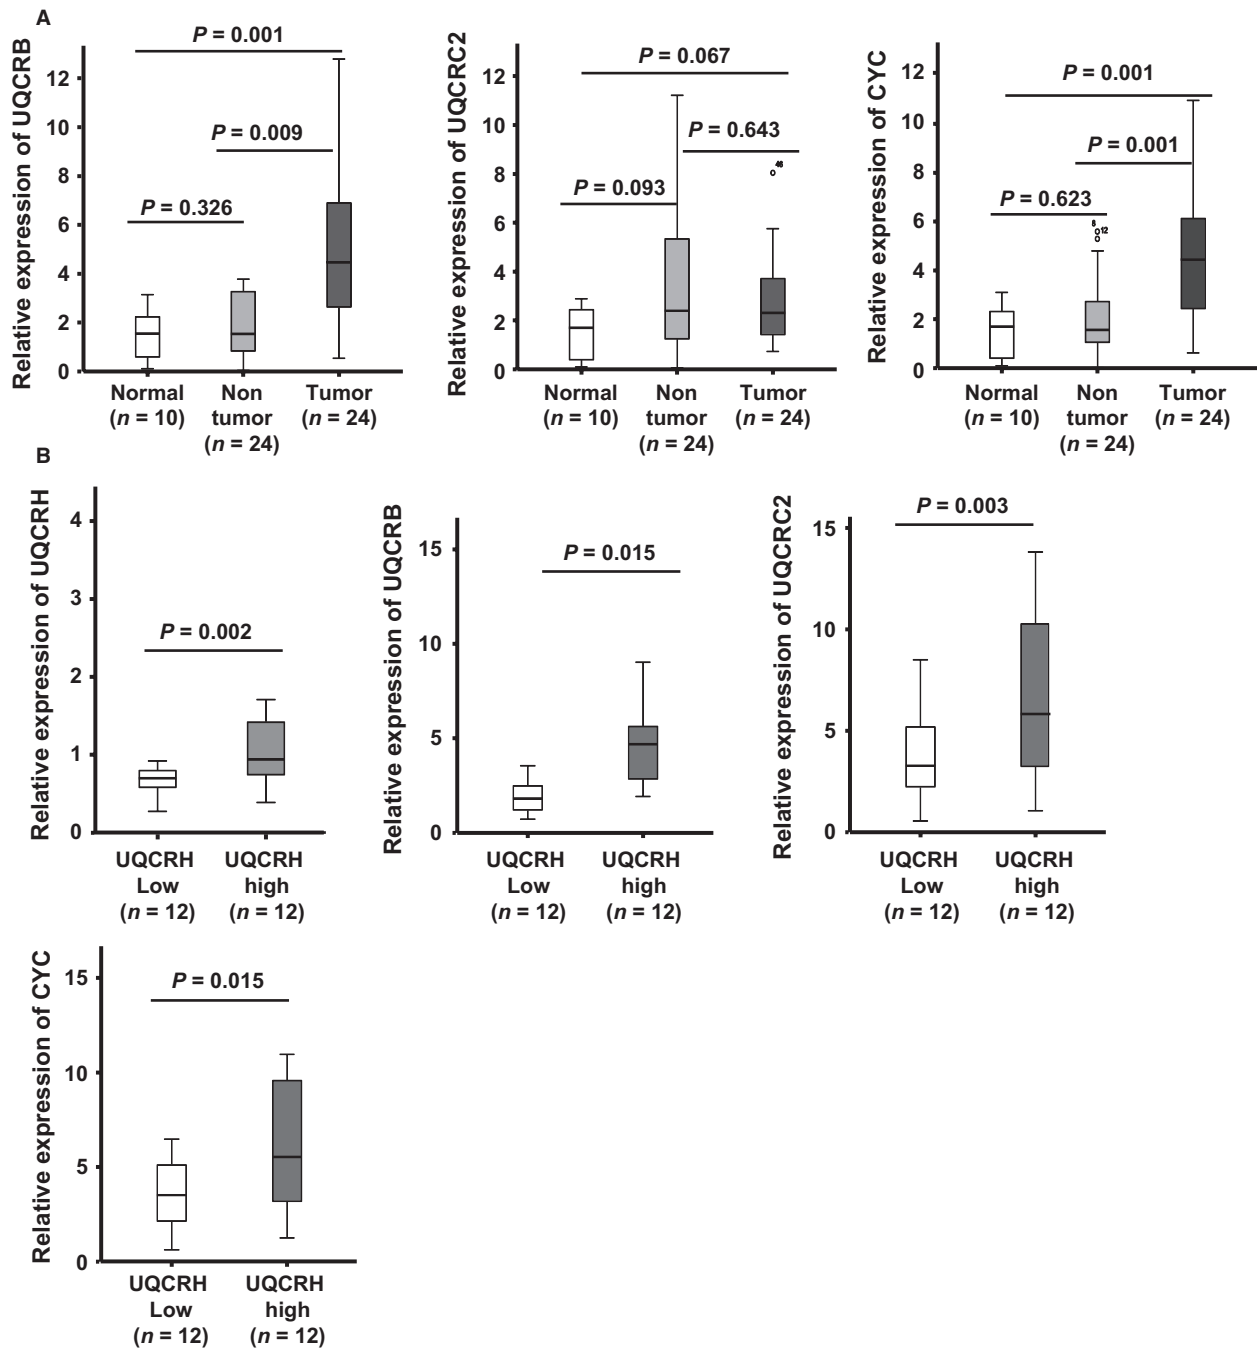 A
Relative expression of UQCRB
12
10
8
6
4
2
0
P = 0.001
P = 0.009
P = 0.326
Normal
(n = 10)
Non
tumor
(n = 24)
Tumor
(n = 24)
Relative expression of UQCRC2
12
10
8
6
4
2
0
P = 0.067
P = 0.643
P = 0.093
46
Normal
(n = 10)
Non
tumor
(n = 24)
Tumor
(n = 24)
Relative expression of CYC
12
10
8
6
4
2
0
P = 0.001
P = 0.001
P = 0.623
8
12
Normal
(n = 10)
Non
tumor
(n = 24)
Tumor
(n = 24)
B
Relative expression of UQCRH
4
3
2
1
0
P = 0.002
UQCRH
Low
(n = 12)
UQCRH
high
(n = 12)
Relative expression of UQCRB
15
10
5
0
P = 0.015
UQCRH
Low
(n = 12)
UQCRH
high
(n = 12)
Relative expression of UQCRC2
15
10
5
0
P = 0.003
UQCRH
Low
(n = 12)
UQCRH
high
(n = 12)
Relative expression of CYC
15
10
5
0
P = 0.015
UQCRH
Low
(n = 12)
UQCRH
high
(n = 12)